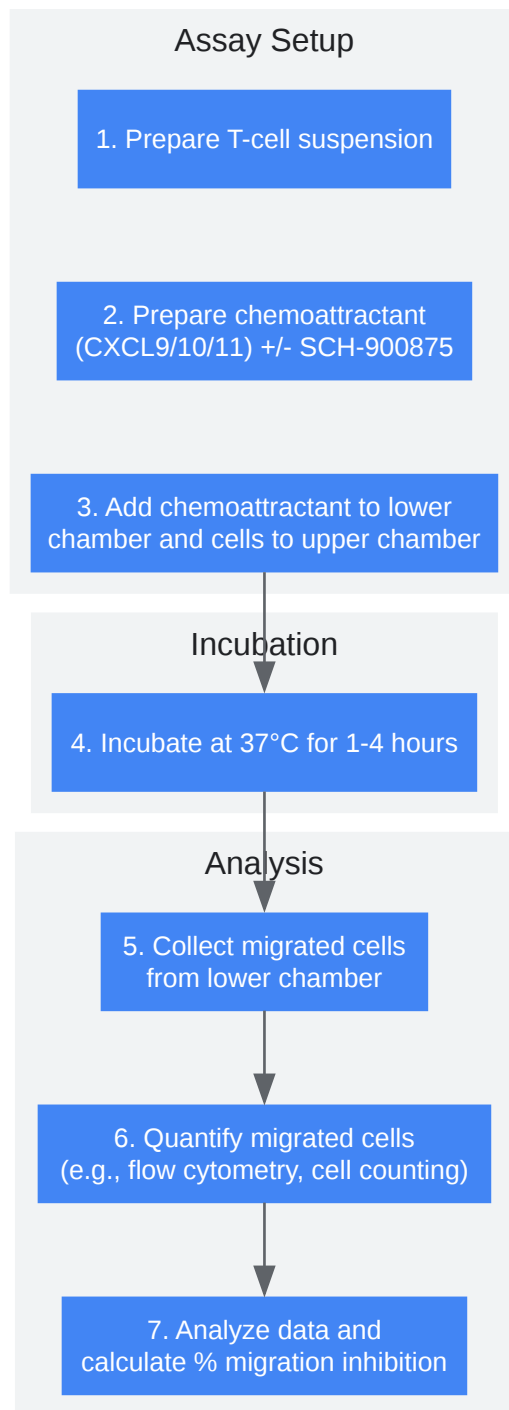 Assay Setup
1. Prepare T-cell suspension
2. Prepare chemoattractant
(CXCL9/10/11) +/- SCH-900875
3. Add chemoattractant to lower
chamber and cells to upper chamber
Incubation
4. Incubate at 37°C for 1-4 hours
Analysis
5. Collect migrated cells
from lower chamber
6. Quantify migrated cells
(e.g., flow cytometry, cell counting)
7. Analyze data and
calculate % migration inhibition